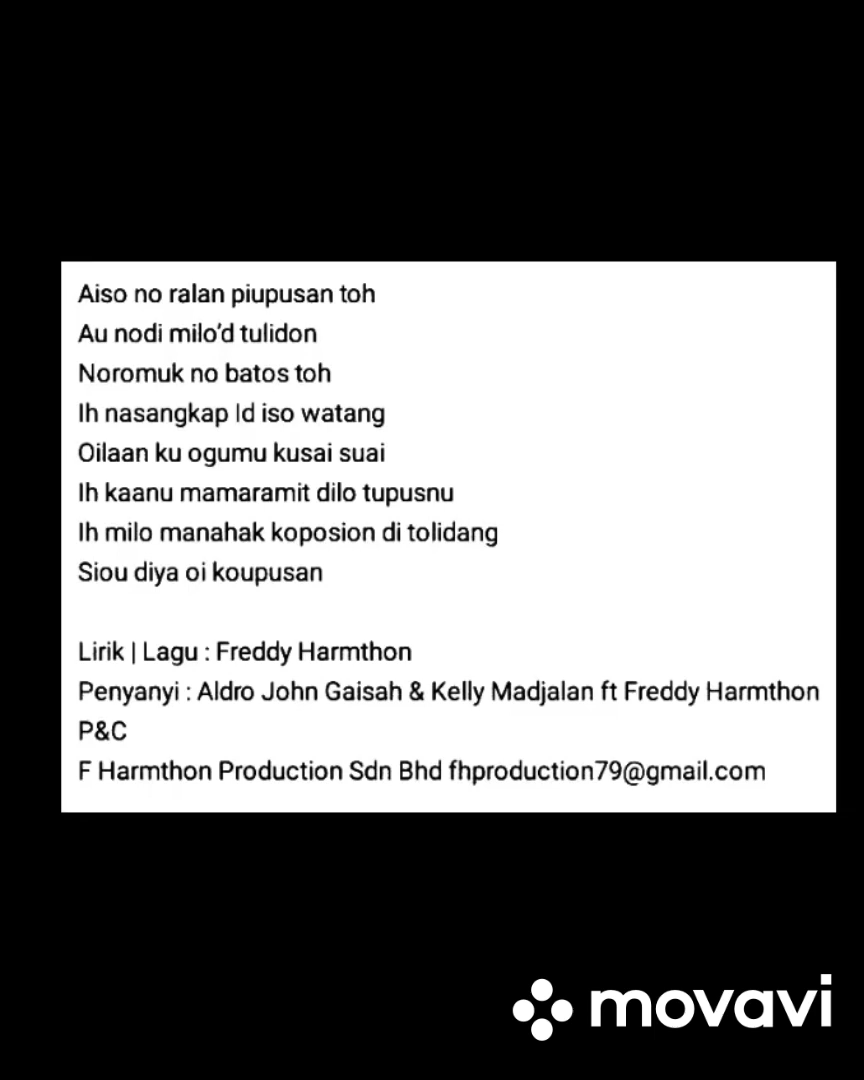 Aiso no ralan piupusan toh
Au nodi milo’d tulidon
Noromuk no batos toh
Ih nasangkap Id iso watang
Oilaan ku ogumu kusai suai
Ih kaanu mamaramit dilo tupusnu
Ih milo manahak koposion di tolidang
Siou diya oi koupusan
Lirik | Lagu : Freddy Harmthon
Penyanyi : Aldro John Gaisah & Kelly Madjalan ft Freddy Harmthon
P&C
F Harmthon Production Sdn Bhd fhproduction79@gmail.com
movavi